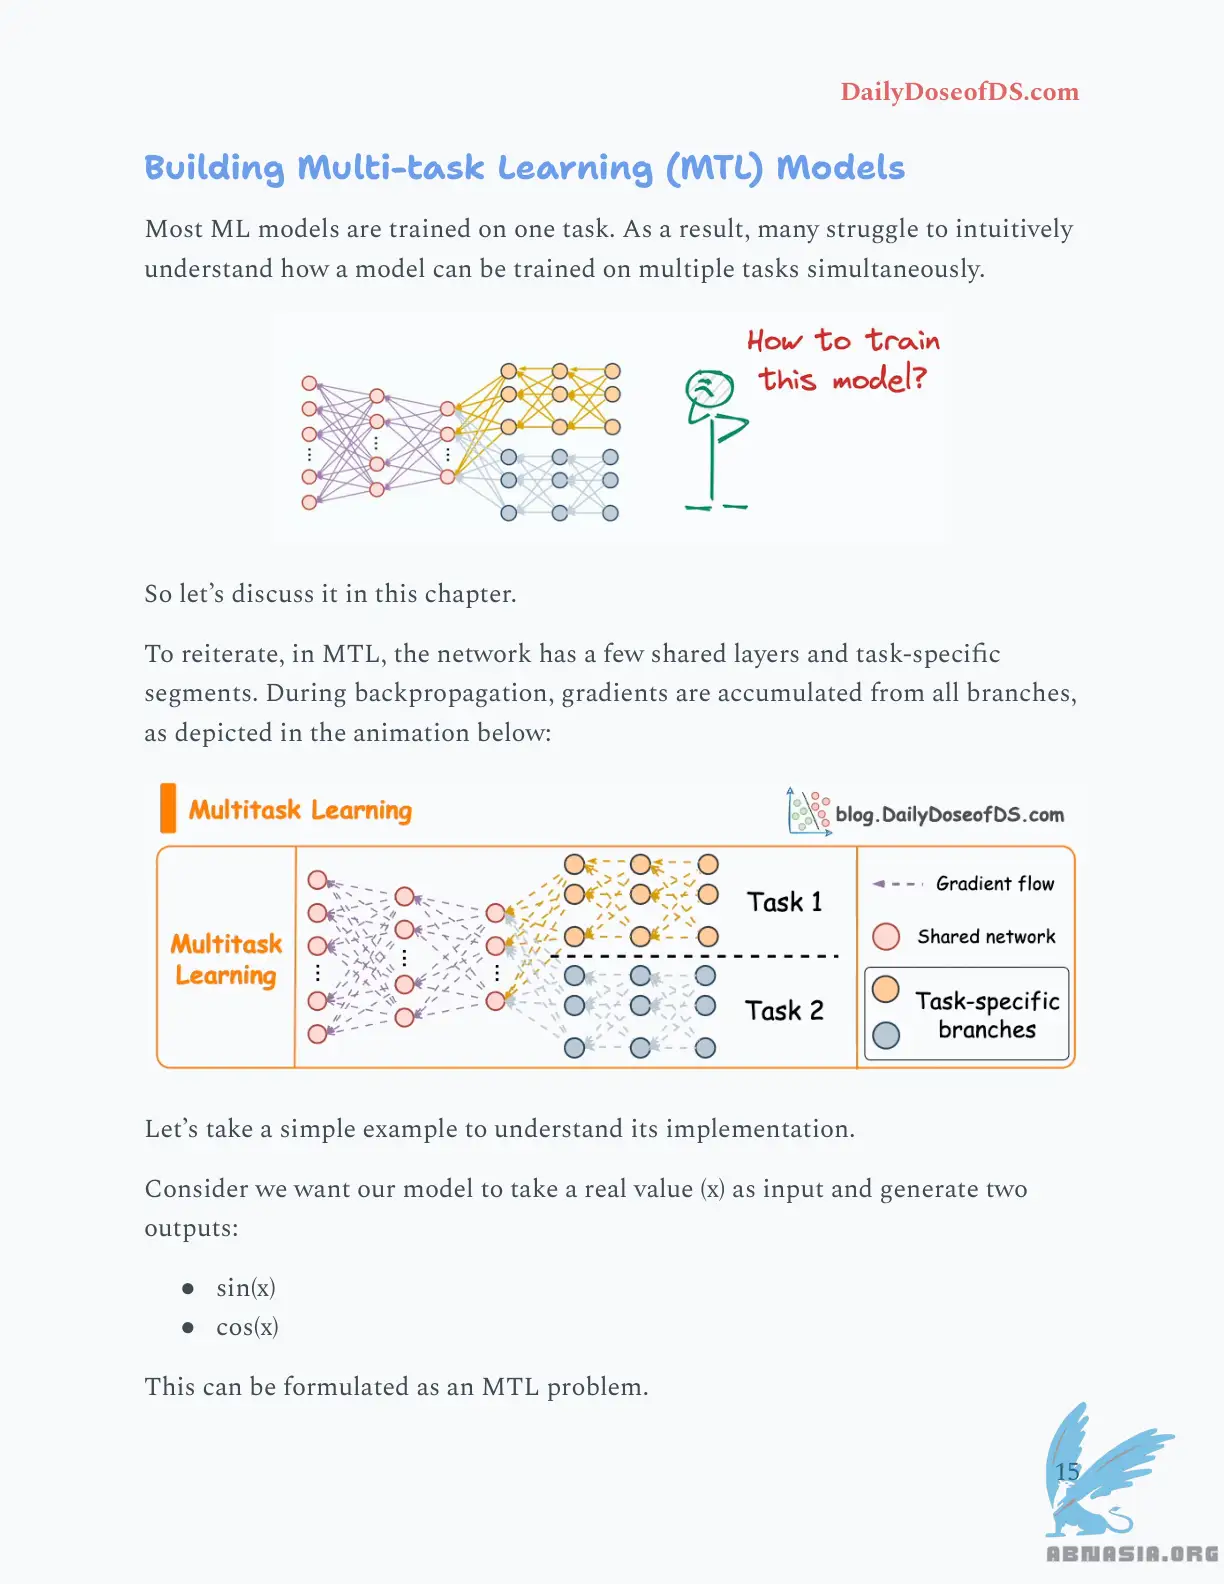 DailyDoseofDS.com
Building Multi-task Learning (MTL) Models
Most ML models are trained on one task. As a result, many struggle to intuitively
understand how a model can be trained on multiple tasks simultaneously.
How to train
this model?
So let’s discuss it in this chapter.
To reiterate, in MTL, the network has a few shared layers and task-specific
segments. During backpropagation, gradients are accumulated from all branches,
as depicted in the animation below:
Multitask Learning
blog.DailyDoseofDS.com
Multitask
Learning
Task 1
Task 2
Gradient flow
Shared network
Task-specific
branches
Let’s take a simple example to understand its implementation.
Consider we want our model to take a real value (x) as input and generate two
outputs:
● sin(x)
● cos(x)
This can be formulated as an MTL problem.
15
ABNASIA.ORG